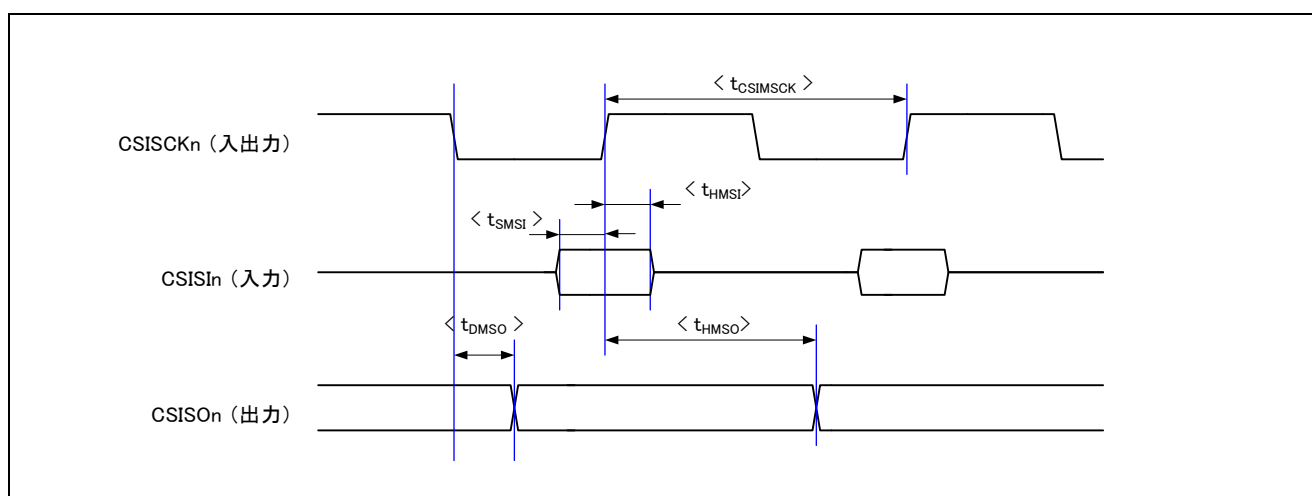 < tCSIMSCK >
CSISCKn (入出力)
< tHMSI>
< tSMSI >
CSISIn (入力)
< tDMSO >
< tHMSO>
CSISOn (出力)